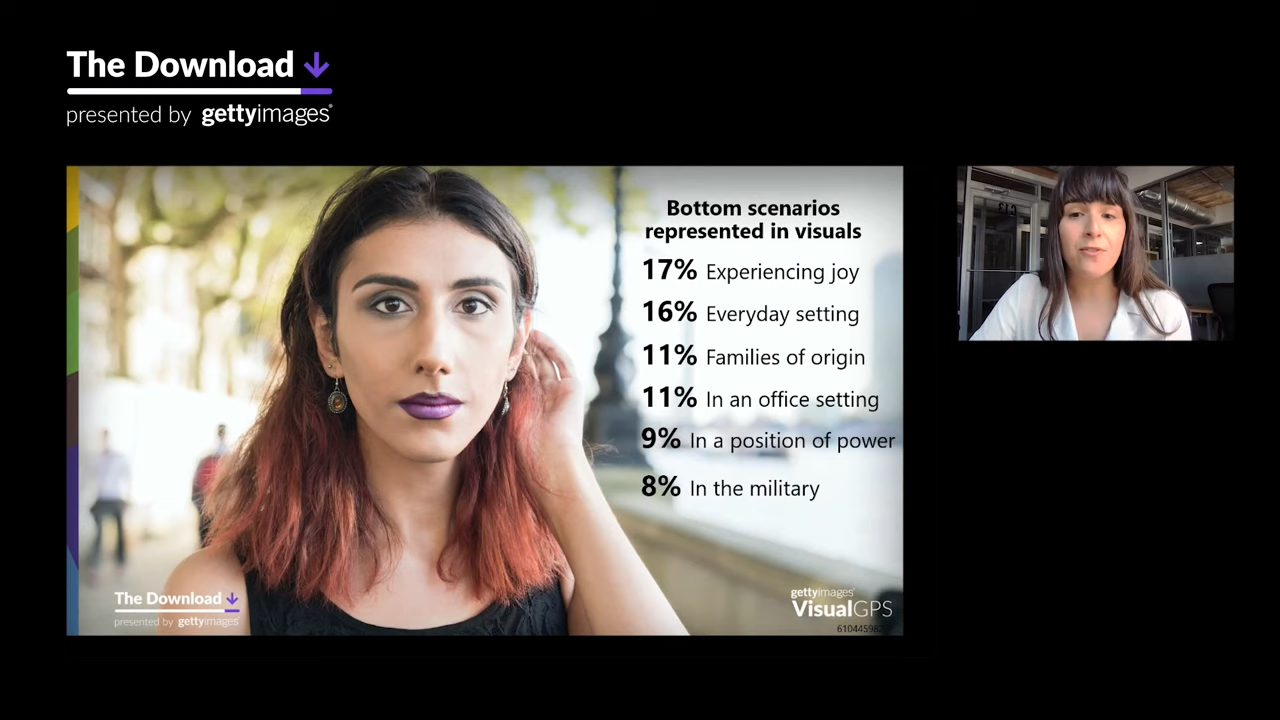 The Download
presented by gettyimages®
Bottom scenarios
represented in visuals
17% Experiencing joy
16% Everyday setting
11% Families of origin
11% In an office setting
9% In a position of power
8% In the military
The Download
presented by gettyimages®
gettyimages®
VisualGPS